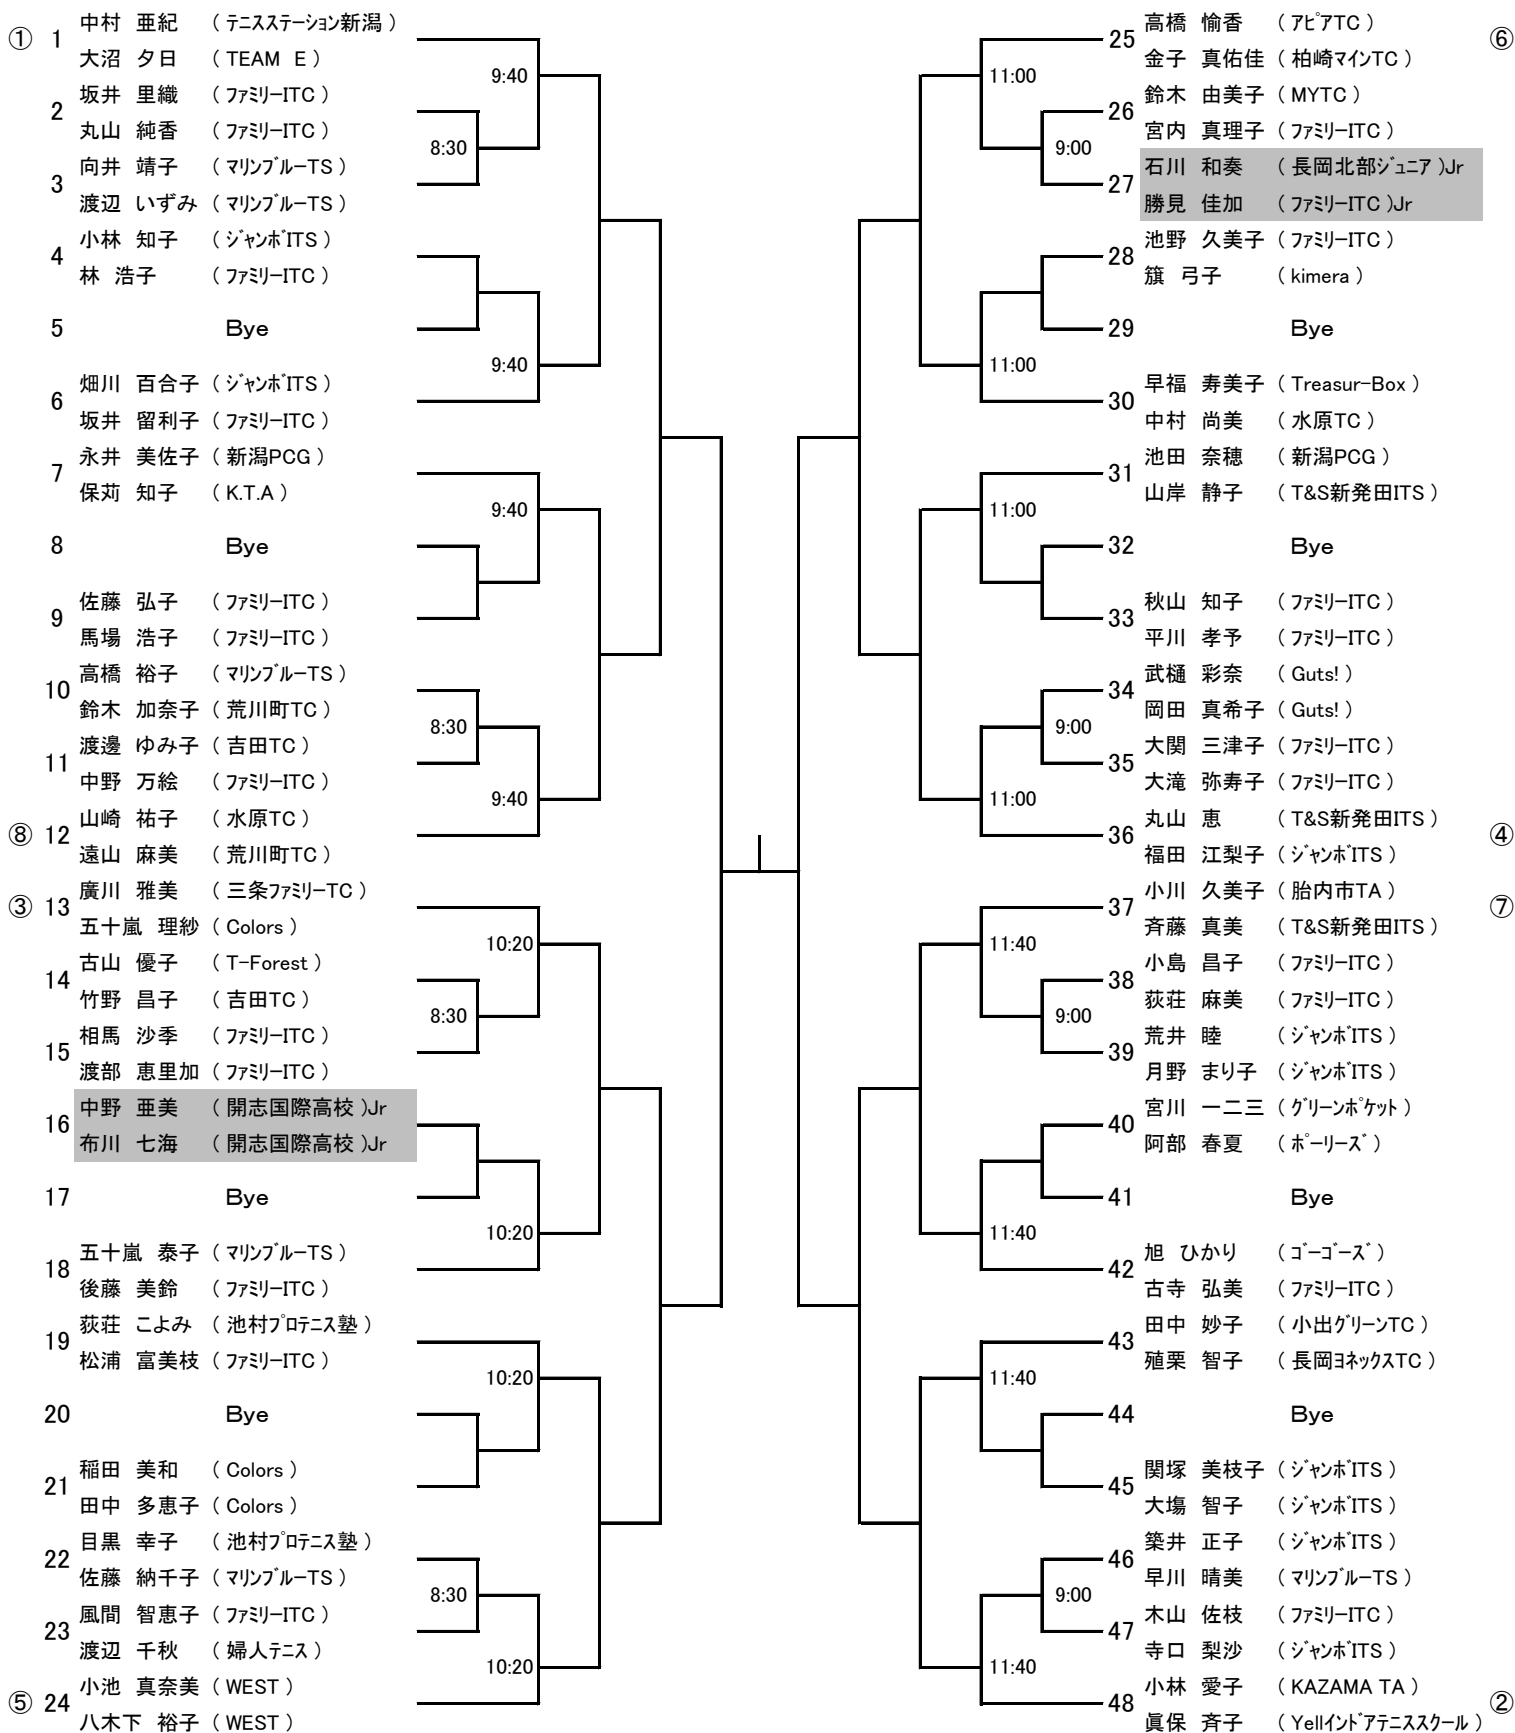 ① 1 中村 亜紀 ( テニスステーション新潟 )
大沼 夕日 ( TEAM E )
2 坂井 里織 ( ファミリーITC )
丸山 純香 ( ファミリーITC )
3 向井 靖子 ( マリンブルーTS )
渡辺 いずみ ( マリンブルーTS )
4 小林 知子 ( ジャンボITS )
林 浩子 ( ファミリーITC )
5 Bye
6 畑川 百合子 ( ジャンボITS )
坂井 留利子 ( ファミリーITC )
7 永井 美佐子 ( 新潟PCG )
保苅 知子 ( K.T.A )
8 Bye
9 佐藤 弘子 ( ファミリーITC )
馬場 浩子 ( ファミリーITC )
10 高橋 裕子 ( マリンブルーTS )
鈴木 加奈子 ( 荒川町TC )
11 渡邊 ゆみ子 ( 吉田TC )
中野 万絵 ( ファミリーITC )
⑧ 12 山崎 祐子 ( 水原TC )
遠山 麻美 ( 荒川町TC )
③ 13 廣川 雅美 ( 三条ファミリーTC )
五十嵐 理紗 ( Colors )
14 古山 優子 ( T-Forest )
竹野 昌子 ( 吉田TC )
15 相馬 沙季 ( ファミリーITC )
渡部 恵里加 ( ファミリーITC )
16 中野 亜美 ( 開志国際高校 )Jr
布川 七海 ( 開志国際高校 )Jr
17 Bye
18 五十嵐 泰子 ( マリンブルーTS )
後藤 美鈴 ( ファミリーITC )
19 荻荘 こよみ ( 池村プロテニス塾 )
松浦 富美枝 ( ファミリーITC )
20 Bye
21 稲田 美和 ( Colors )
田中 多恵子 ( Colors )
22 目黒 幸子 ( 池村プロテニス塾 )
佐藤 納千子 ( マリンブルーTS )
23 風間 智恵子 ( ファミリーITC )
渡辺 千秋 ( 婦人テニス )
⑤ 24 小池 真奈美 ( WEST )
八木下 裕子 ( WEST )
9:40
8:30
9:40
9:40
8:30
9:40
10:20
8:30
10:20
10:20
8:30
10:20
11:00
9:00
11:00
11:00
9:00
11:00
11:40
9:00
11:40
11:40
9:00
11:40
25 高橋 愉香 ( アピアTC ) ⑥
金子 真佑佳 ( 柏崎マインTC )
26 鈴木 由美子 ( MYTC )
宮内 真理子 ( ファミリーITC )
27 石川 和奏 ( 長岡北部ジュニア )Jr
勝見 佳加 ( ファミリーITC )Jr
28 池野 久美子 ( ファミリーITC )
籏 弓子 ( kimera )
29 Bye
30 早福 寿美子 ( Treasur-Box )
中村 尚美 ( 水原TC )
31 池田 奈穂 ( 新潟PCG )
山岸 静子 ( T&S新発田ITS )
32 Bye
33 秋山 知子 ( ファミリーITC )
平川 孝予 ( ファミリーITC )
34 武樋 彩奈 ( Guts! )
岡田 真希子 ( Guts! )
35 大関 三津子 ( ファミリーITC )
大滝 弥寿子 ( ファミリーITC )
36 丸山 恵 ( T&S新発田ITS ) ④
福田 江梨子 ( ジャンボITS )
37 小川 久美子 ( 胎内市TA ) ⑦
斉藤 真美 ( T&S新発田ITS )
38 小島 昌子 ( ファミリーITC )
荻荘 麻美 ( ファミリーITC )
39 荒井 睦 ( ジャンボITS )
月野 まり子 ( ジャンボITS )
40 宮川 一二三 ( グリーンポケット )
阿部 春夏 ( ポーリーズ )
41 Bye
42 旭 ひかり ( ゴーゴーズ )
古寺 弘美 ( ファミリーITC )
43 田中 妙子 ( 小出グリーンTC )
殖栗 智子 ( 長岡ヨネックスTC )
44 Bye
45 関塚 美枝子 ( ジャンボITS )
大塲 智子 ( ジャンボITS )
46 築井 正子 ( ジャンボITS )
早川 晴美 ( マリンブルーTS )
47 木山 佐枝 ( ファミリーITC )
寺口 梨沙 ( ジャンボITS )
48 小林 愛子 ( KAZAMA TA ) ②
眞保 斉子 ( Yellインドアテニススクール )